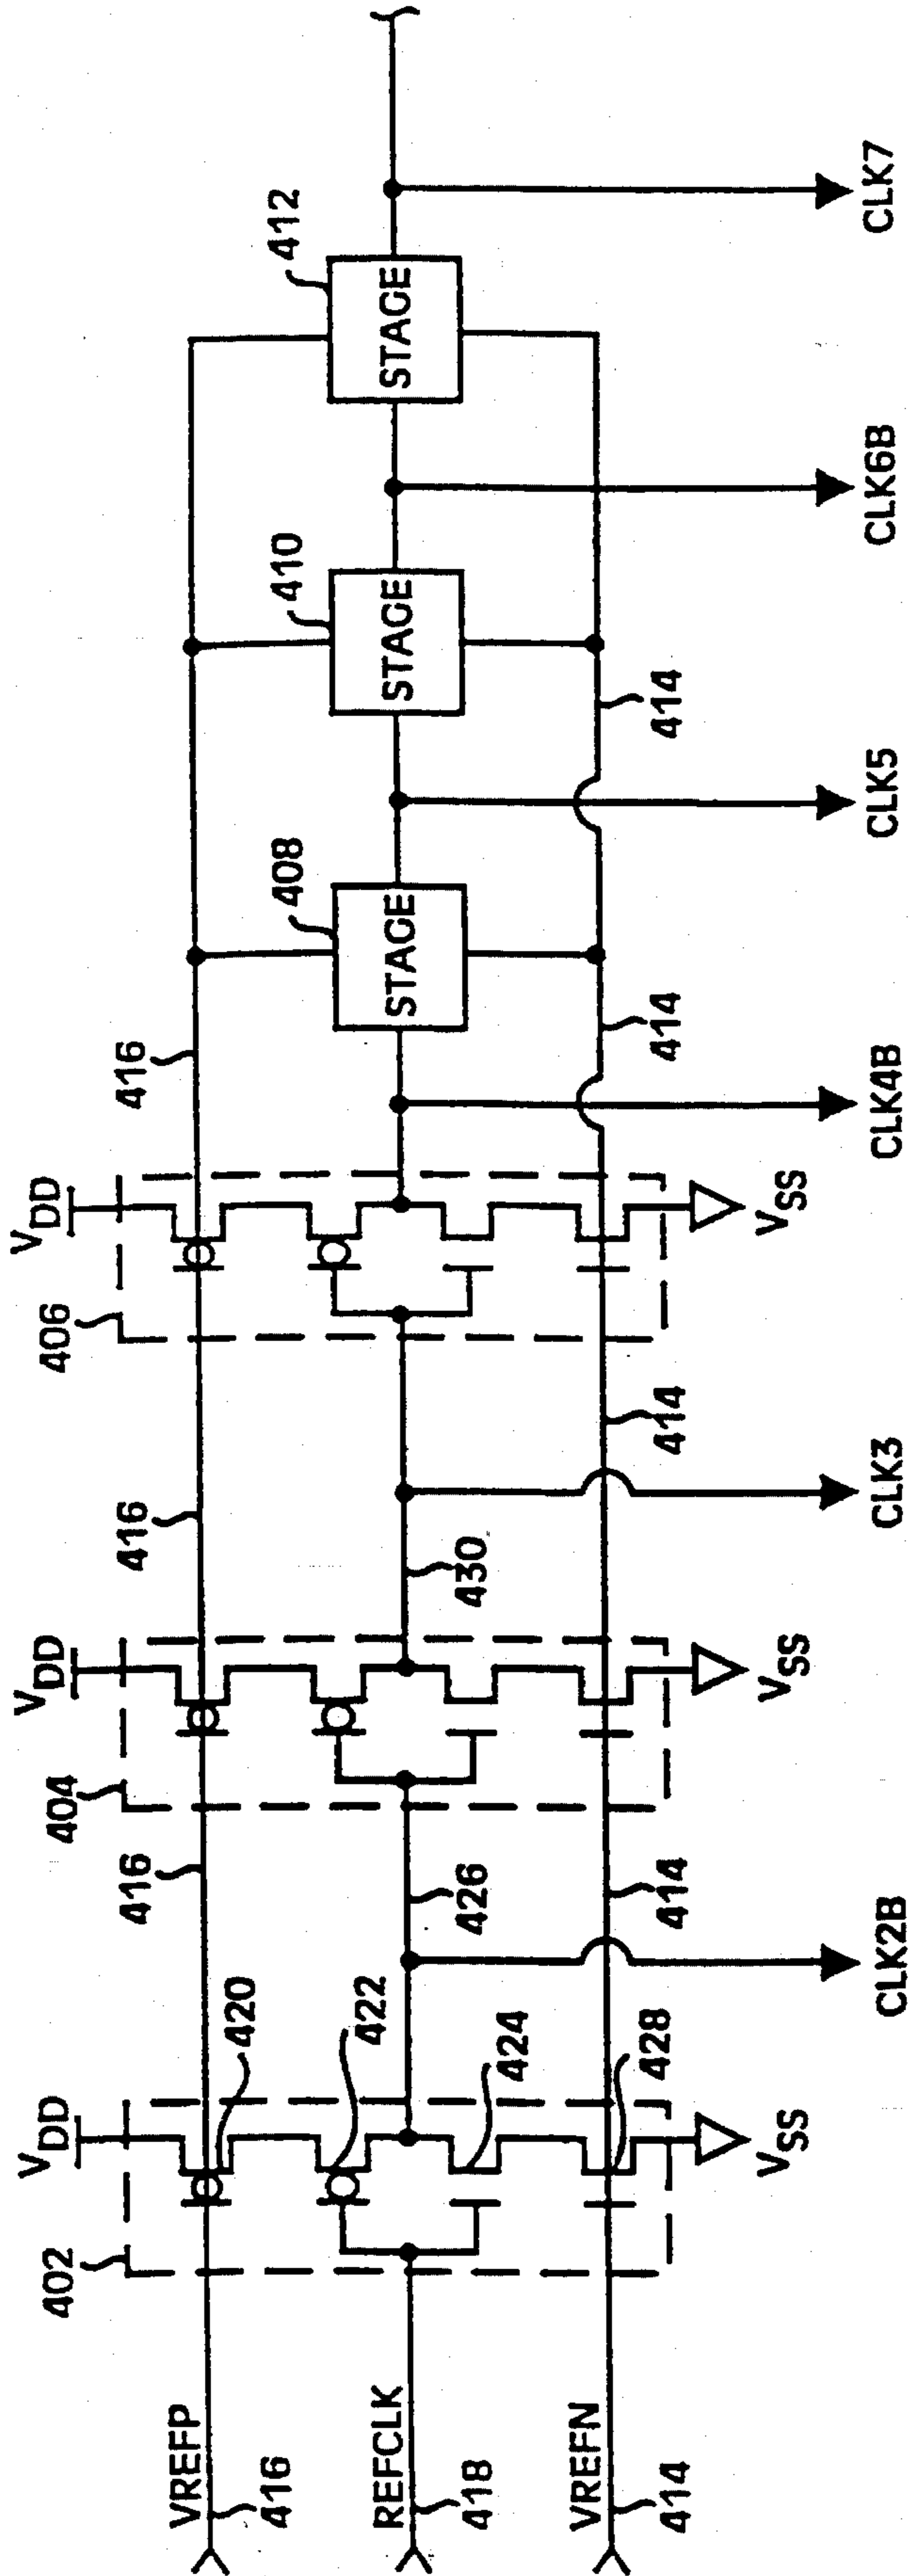 VREFP
416
REFCLK
418
VREFN
414
402
VDD
420
422
424
428
VSS
CLK2B
416
426
414
404
VDD
VSS
430
CLK3
416
414
406
VDD
VSS
CLK4B
416
414
408
STAGE
CLK5
414
410
STAGE
CLK6B
412
STAGE
CLK7